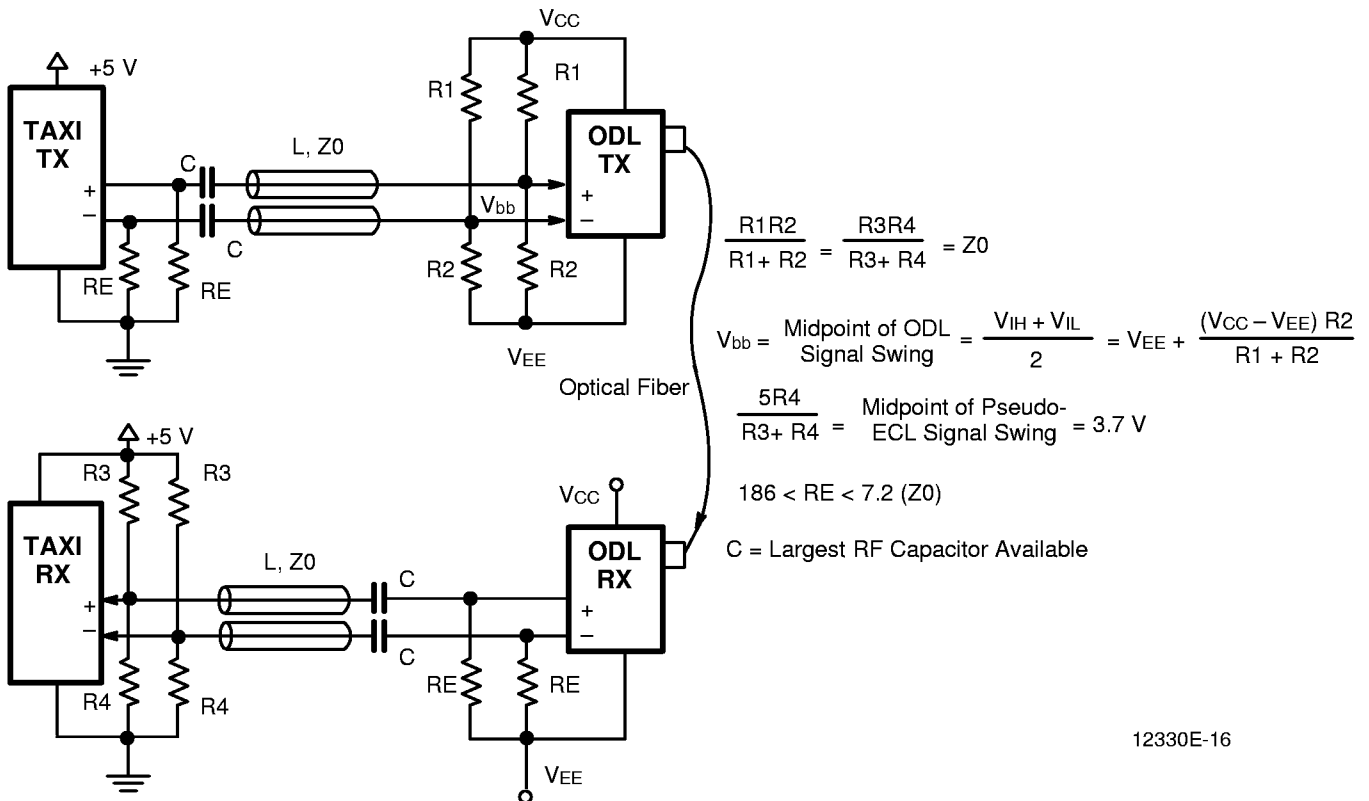 VCC
+5 V
R1
R1
TAXI
TX
ODL
TX
L, Z0
C
+
−
Vbb
+
−
C
RE
RE
R2
R2
VEE
R1R2 / R1+ R2 = R3R4 / R3+ R4 = Z0
Vbb = Midpoint of ODL Signal Swing = VIH + VIL / 2 = VEE + (VCC – VEE) R2 / R1 + R2
Optical Fiber
5R4 / R3+ R4 = Midpoint of Pseudo-ECL Signal Swing = 3.7 V
186 < RE < 7.2 (Z0)
C = Largest RF Capacitor Available
+5 V
R3
R3
VCC
TAXI
RX
ODL
RX
L, Z0
C
+
−
+
−
C
R4
R4
RE
RE
VEE
12330E-16